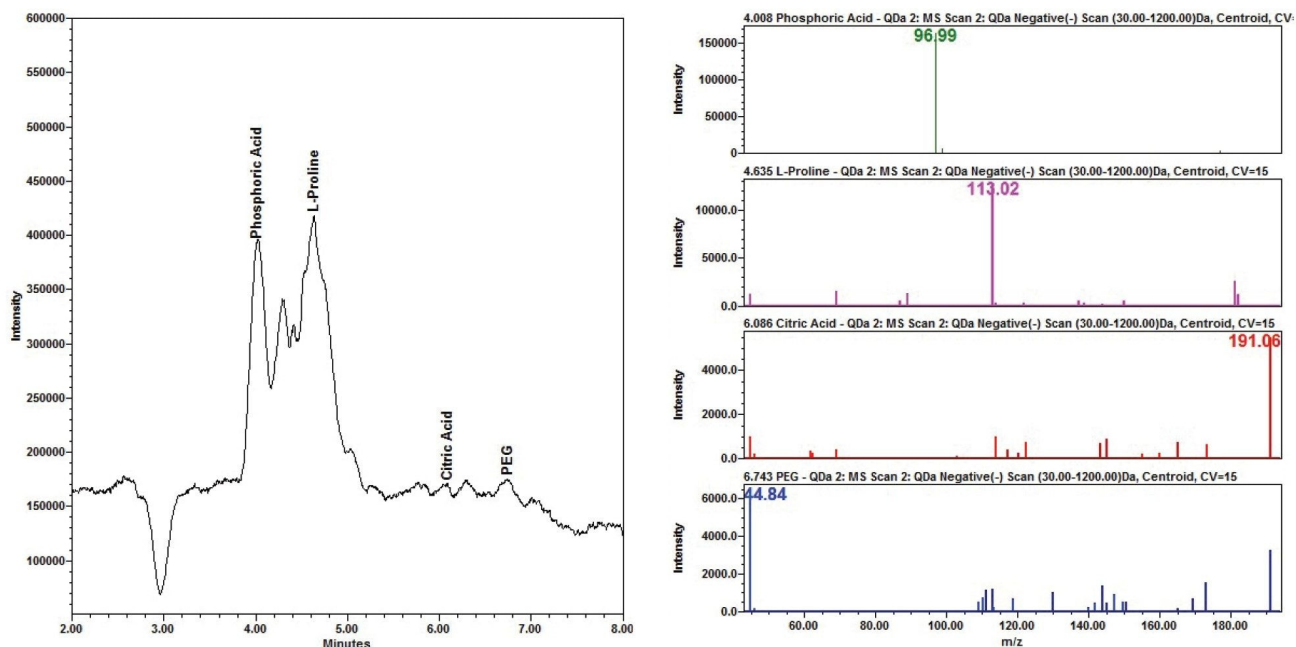 600000
550000
500000
450000
400000
350000
300000
250000
200000
150000
100000
Intensity
Phosphoric Acid
L-Proline
Citric Acid
PEG
2.00 3.00 4.00 5.00 6.00 7.00 8.00
Minutes
4.008 Phosphoric Acid - QDa 2: MS Scan 2: QDa Negative(-) Scan (30.00-1200.00)Da, Centroid, CV=
96.99
150000
100000
50000
0
Intensity
4.635 L-Proline - QDa 2: MS Scan 2: QDa Negative(-) Scan (30.00-1200.00)Da, Centroid, CV=15
113.02
10000.0
5000.0
0.0
Intensity
6.086 Citric Acid - QDa 2: MS Scan 2: QDa Negative(-) Scan (30.00-1200.00)Da, Centroid, CV=15
191.06
4000.0
2000.0
0.0
Intensity
6.743 PEG - QDa 2: MS Scan 2: QDa Negative(-) Scan (30.00-1200.00)Da, Centroid, CV=15
44.84
6000.0
4000.0
2000.0
0.0
Intensity
60.00 80.00 100.00 120.00 140.00 160.00 180.00
m/z